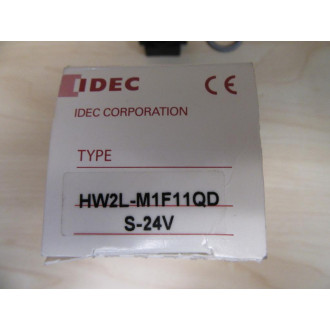 IDEC CE
IDEC CORPORATION
TYPE
HW2L-M1F11QD
S-24V